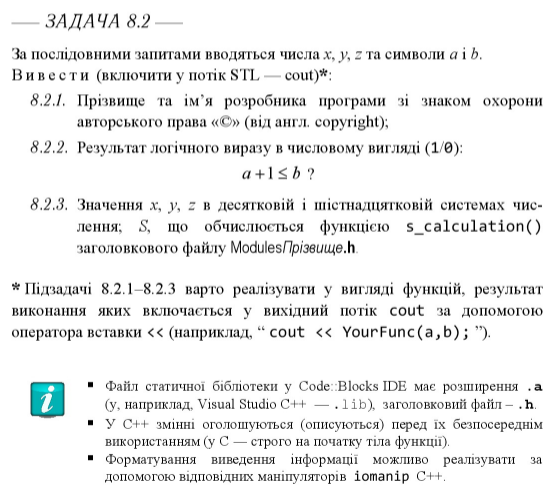 ЗАДАЧА 8.2
За послідовними запитами вводяться числа x, y, z та символи a і b.
Вивести (включити у потік STL — cout)*:
8.2.1. Прізвище та ім’я розробника програми зі знаком охорони
авторського права «©» (від англ. copyright);
8.2.2. Результат логічного виразу в числовому вигляді (1/0):
a + 1 ≤ b ?
8.2.3. Значення x, y, z в десятковій і шістнадцятковій системах чис-
лення; S, що обчислюється функцією s_calculation()
заголовкового файлу ModulesПрізвище.h.
* Підзадачі 8.2.1–8.2.3 варто реалізувати у вигляді функцій, результат
виконання яких включається у вихідний потік cout за допомогою
оператора вставки << (наприклад, “ cout << YourFunc(a,b); ”).
i
▪ Файл статичної бібліотеки у Code::Blocks IDE має розширення .a
(у, наприклад, Visual Studio C++ — .lib), заголовковий файл – .h.
▪ У C++ змінні оголошуються (описуються) перед їх безпосереднім
використанням (у C — строго на початку тіла функції).
▪ Форматування виведення інформації можливо реалізувати за
допомогою відповідних маніпуляторів iomanip C++.